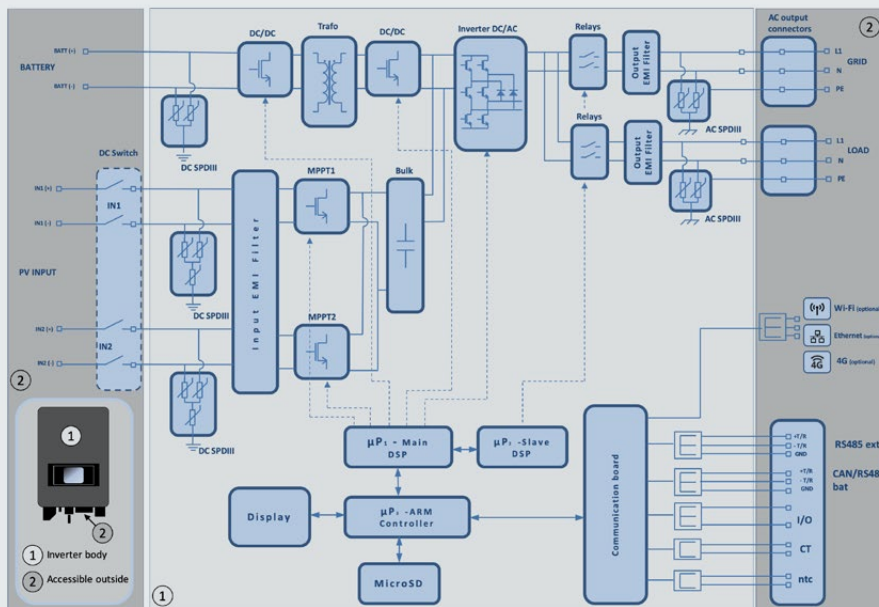 BATTERY
BATT (+)
BATT (-)
DC/DC
Trafo
DC/DC
Inverter DC/AC
Relays
Output EMI Filter
AC output connectors
2
L1
GRID
N
PE
AC SPDIII
Relays
Output EMI Filter
L1
LOAD
N
PE
AC SPDIII
DC SPDIII
DC Switch
IN1 (+)
IN1
IN1 (-)
PV INPUT
IN2 (+)
IN2
IN2 (-)
DC SPDIII
DC SPDIII
Input EMI Filter
MPPT1
MPPT2
Bulk
Wi-Fi (optional)
Ethernet
4G
4G (optional)
2
1
2
1 Inverter body
2 Accessible outside
µP₁ - Main
DSP
-Slave
DSP
-ARM
Controller
Display
MicroSD
Communication board
+T/R
- T/R
GND
RS485 ext
+T/R
- T/R
GND
CAN/RS48
bat
I/O
CT
ntc
1